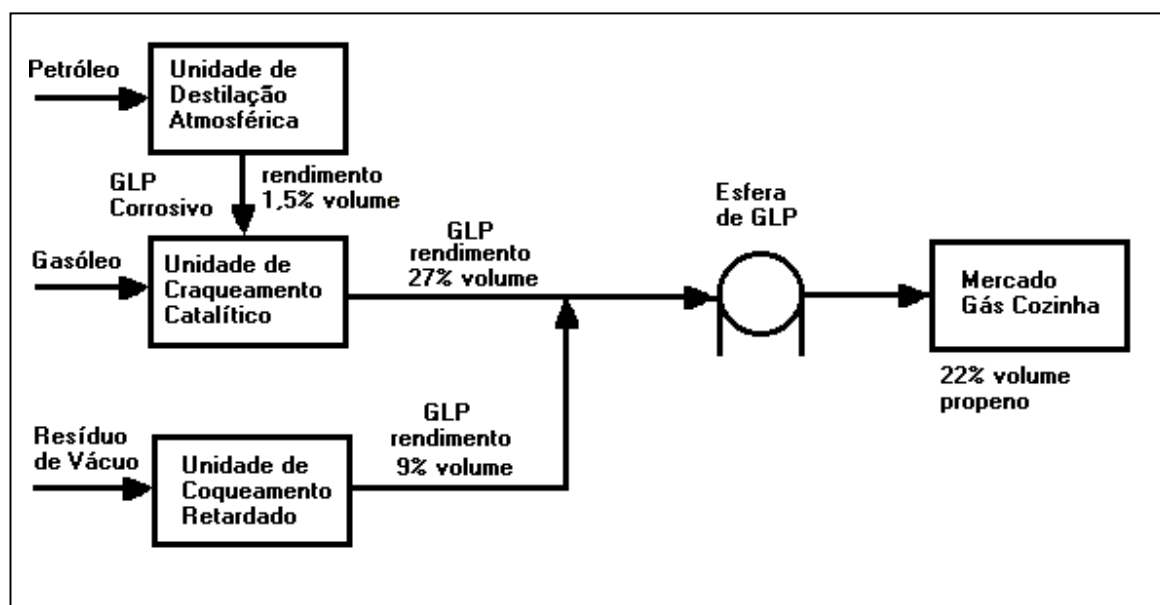 Petróleo
Unidade de
Destilação
Atmosférica
GLP
Corrosivo
rendimento
1,5% volume
Gasóleo
Unidade de
Craqueamento
Catalítico
GLP
rendimento
27% volume
Esfera
de GLP
Mercado
Gás Cozinha
22% volume
propeno
Resíduo
de Vácuo
Unidade de
Coqueamento
Retardado
GLP
rendimento
9% volume